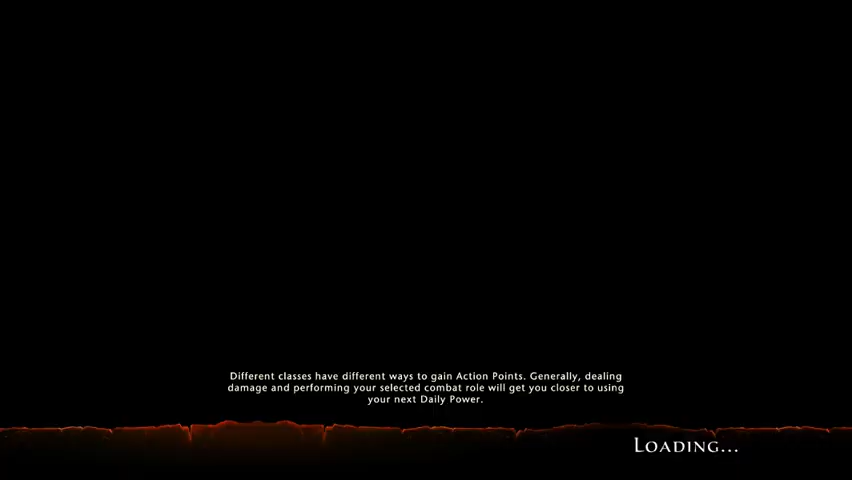 Different classes have different ways to gain Action Points. Generally, dealing
damage and performing your selected combat role will get you closer to using
your next Daily Power.
LOADING...